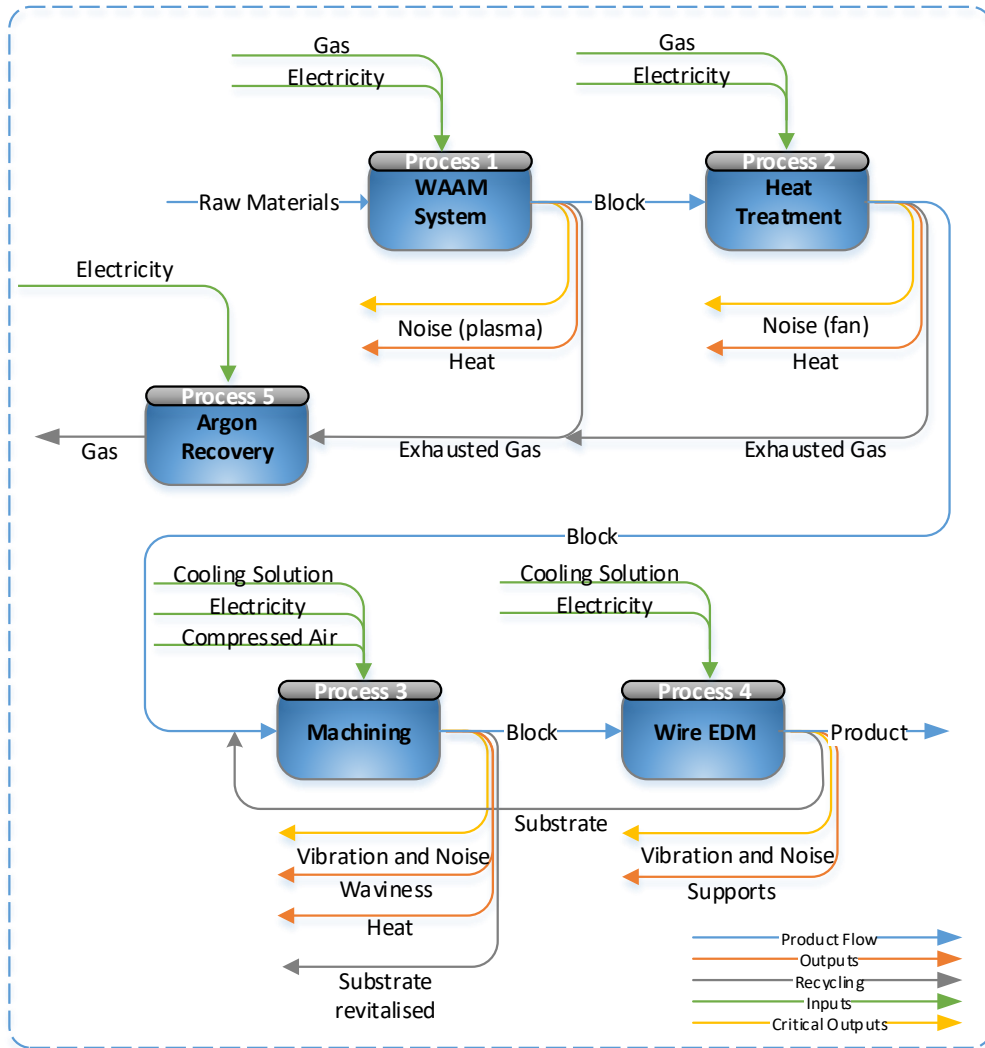 Gas
Electricity
Gas
Electricity
Process 1
WAAM
System
Process 2
Heat
Treatment
Raw Materials
Block
Electricity
Noise (plasma)
Heat
Noise (fan)
Heat
Process 5
Argon
Recovery
Gas
Exhausted Gas
Exhausted Gas
Block
Cooling Solution
Electricity
Compressed Air
Cooling Solution
Electricity
Process 3
Machining
Block
Process 4
Wire EDM
Product
Substrate
Vibration and Noise
Waviness
Heat
Substrate
revitalised
Vibration and Noise
Supports
Product Flow
Outputs
Recycling
Inputs
Critical Outputs